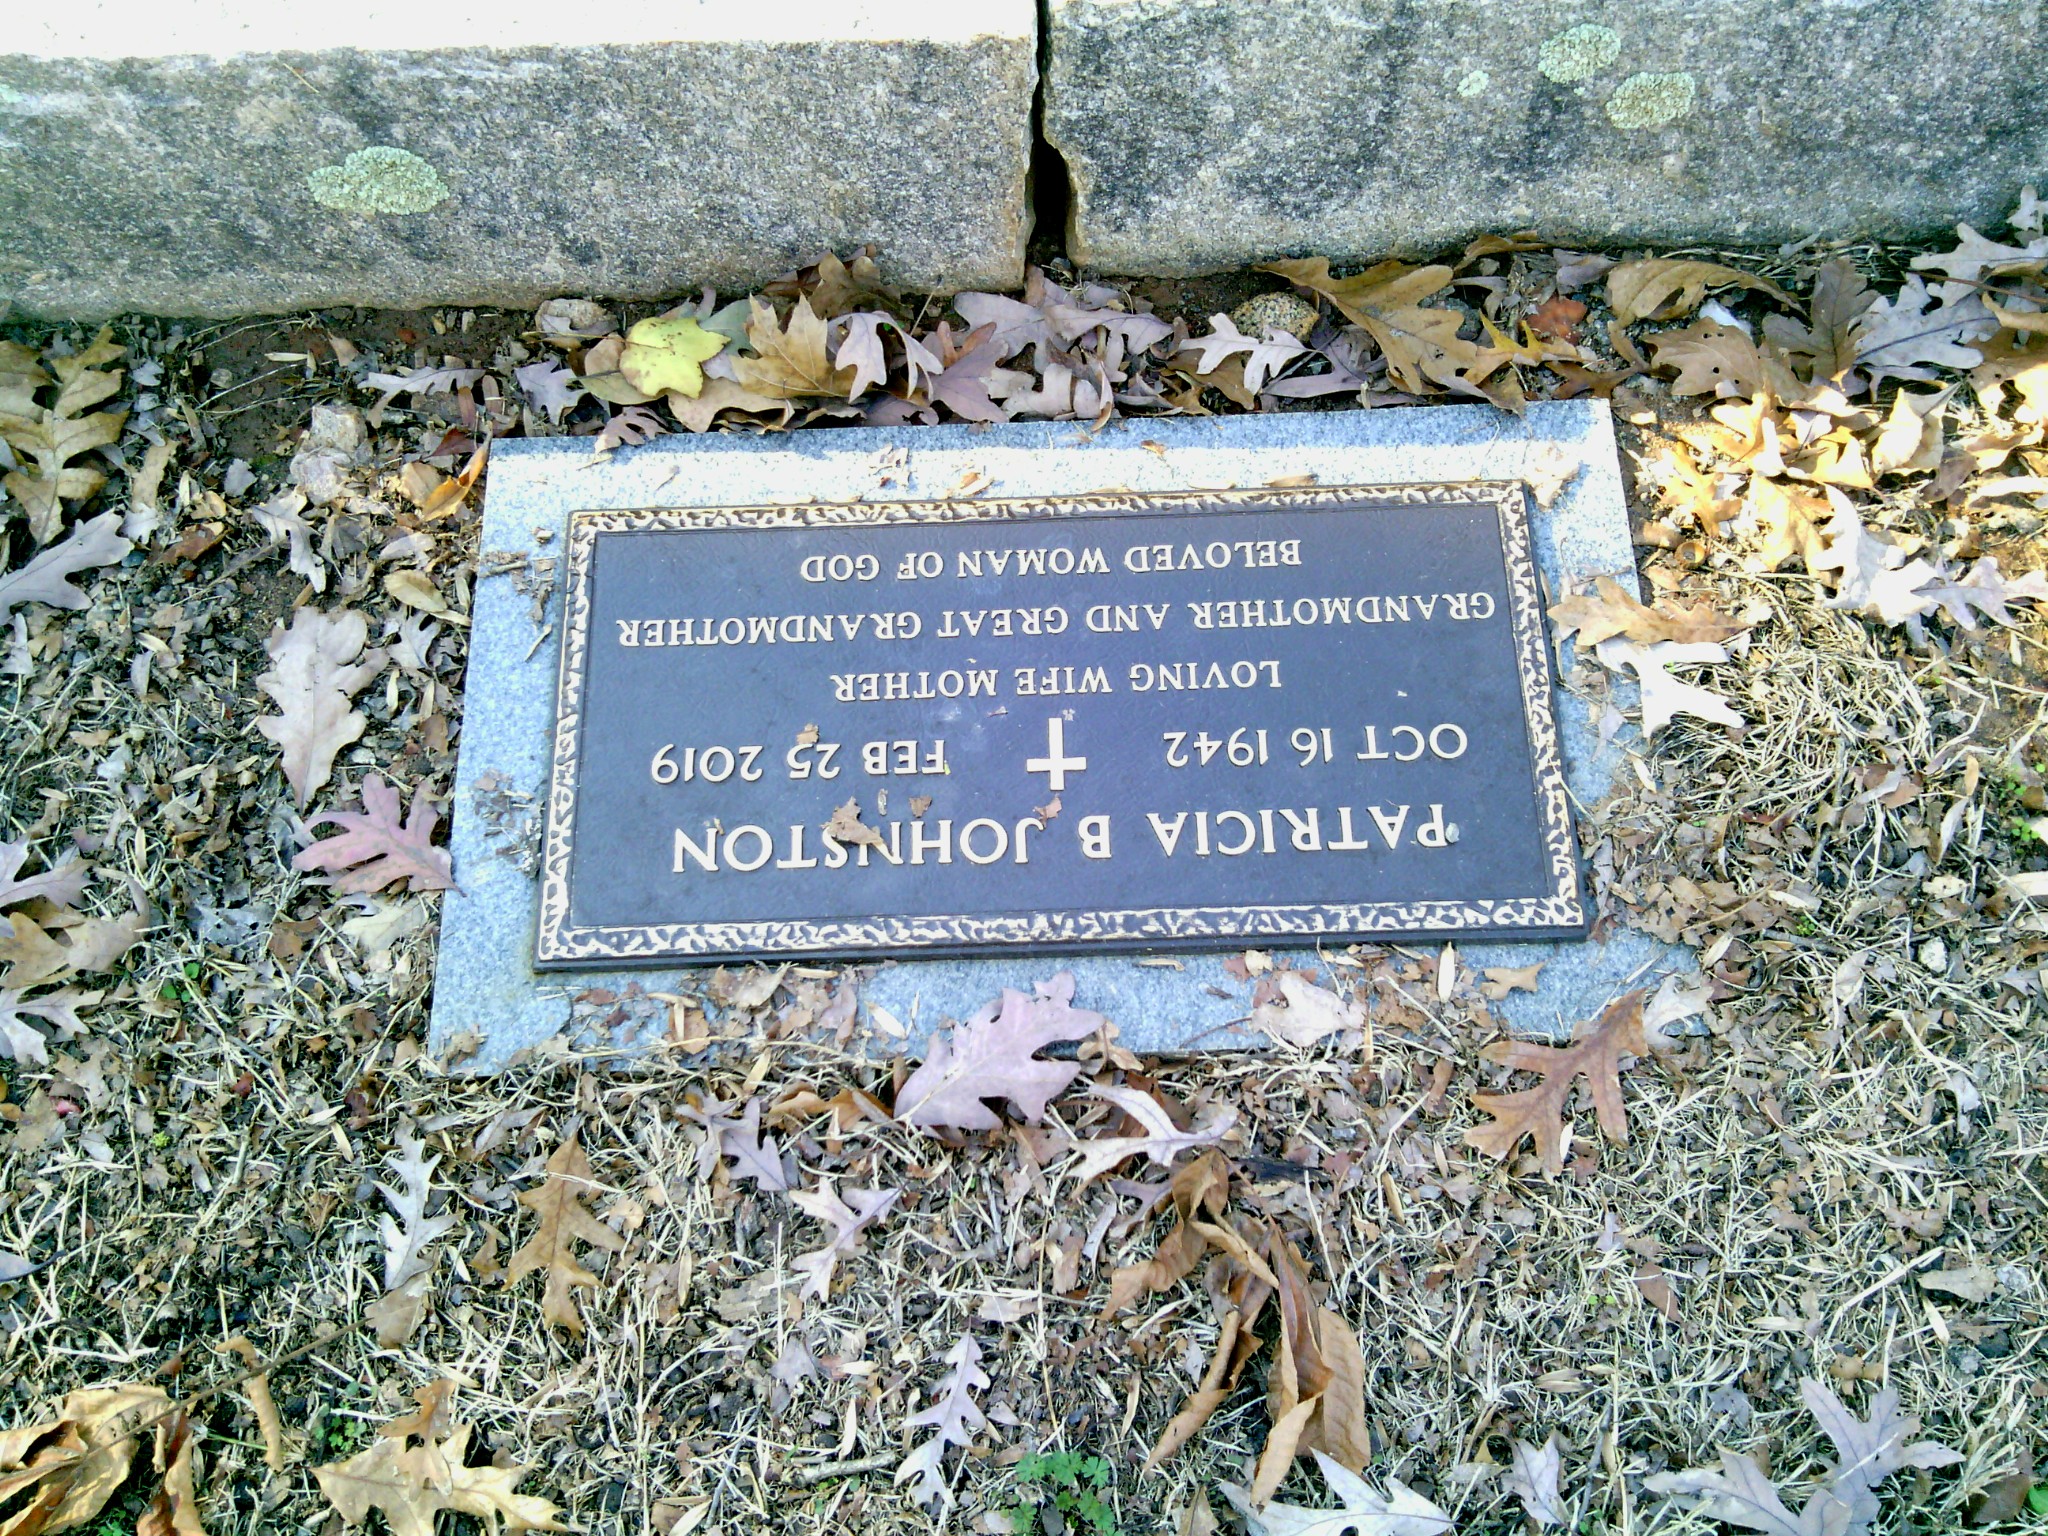 PATRICIA B JOHNSTON
OCT 16 1942 FEB 25 2019
LOVING WIFE MOTHER
GRANDMOTHER AND GREAT GRANDMOTHER
BELOVED WOMAN OF GOD